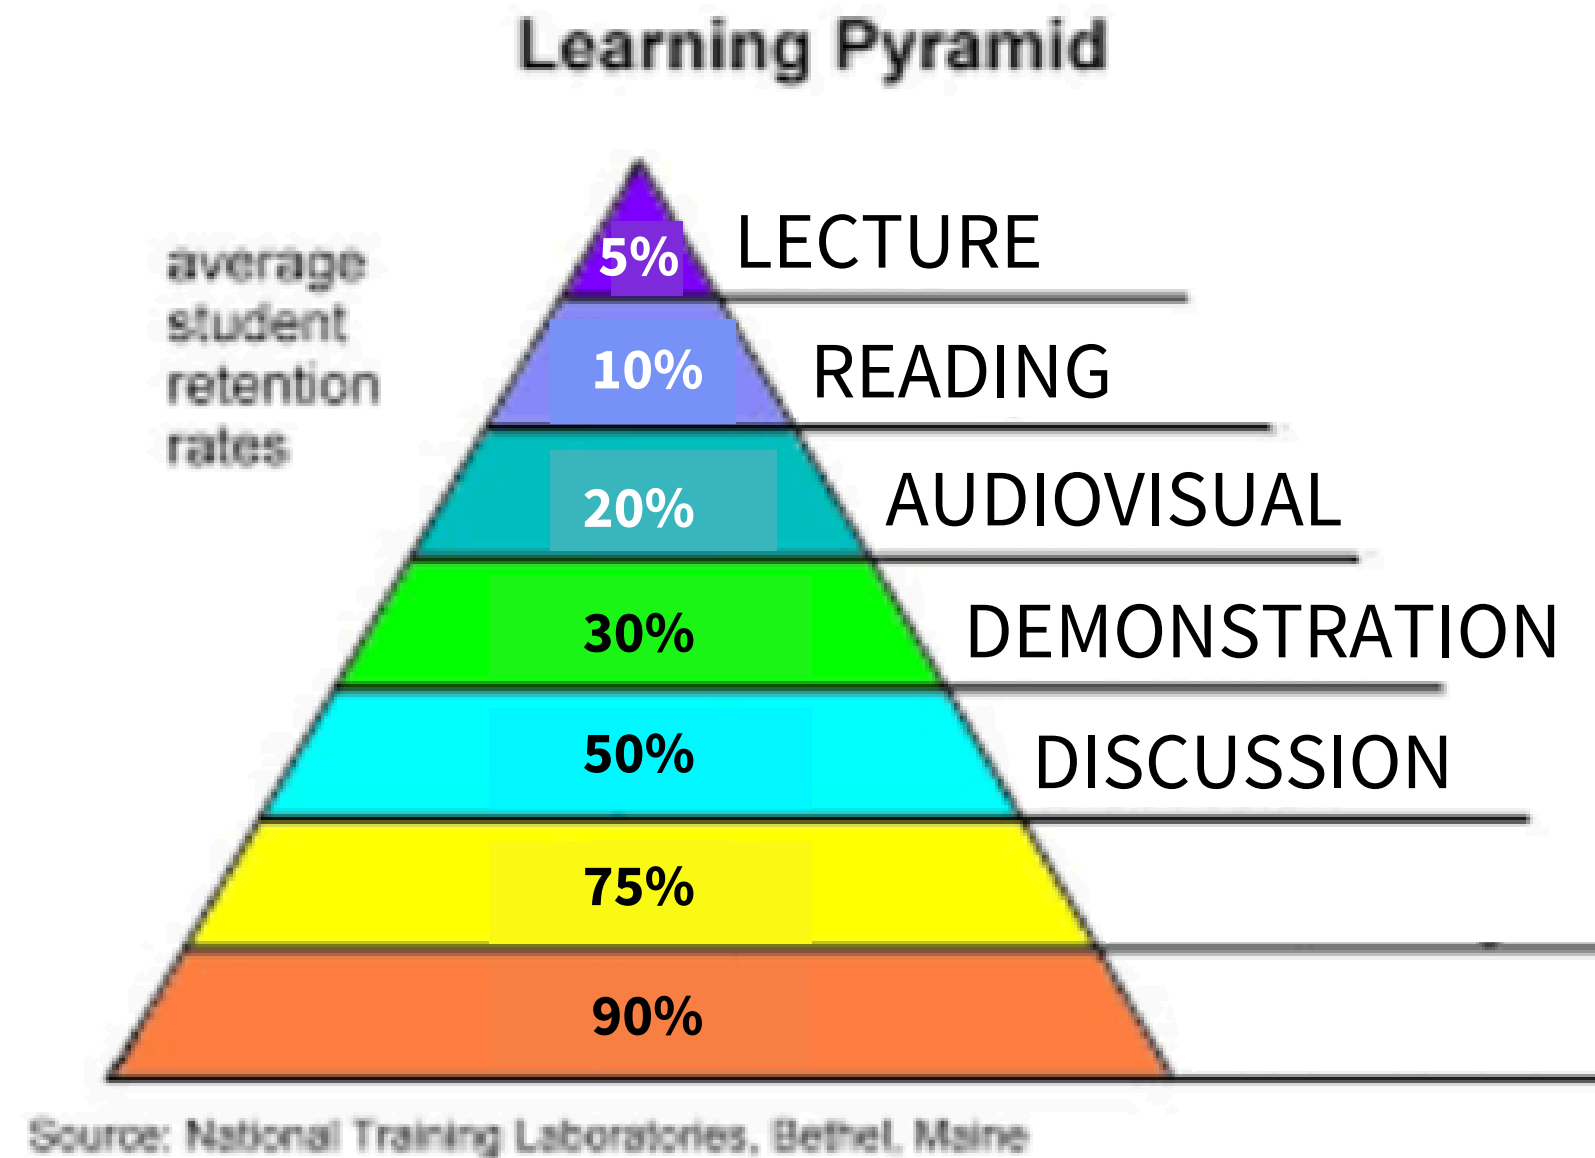 Learning Pyramid
average
student
retention
rates
5% LECTURE
10% READING
20% AUDIOVISUAL
30% DEMONSTRATION
50% DISCUSSION
75%
90%
Source: National Training Laboratories, Bethel, Maine